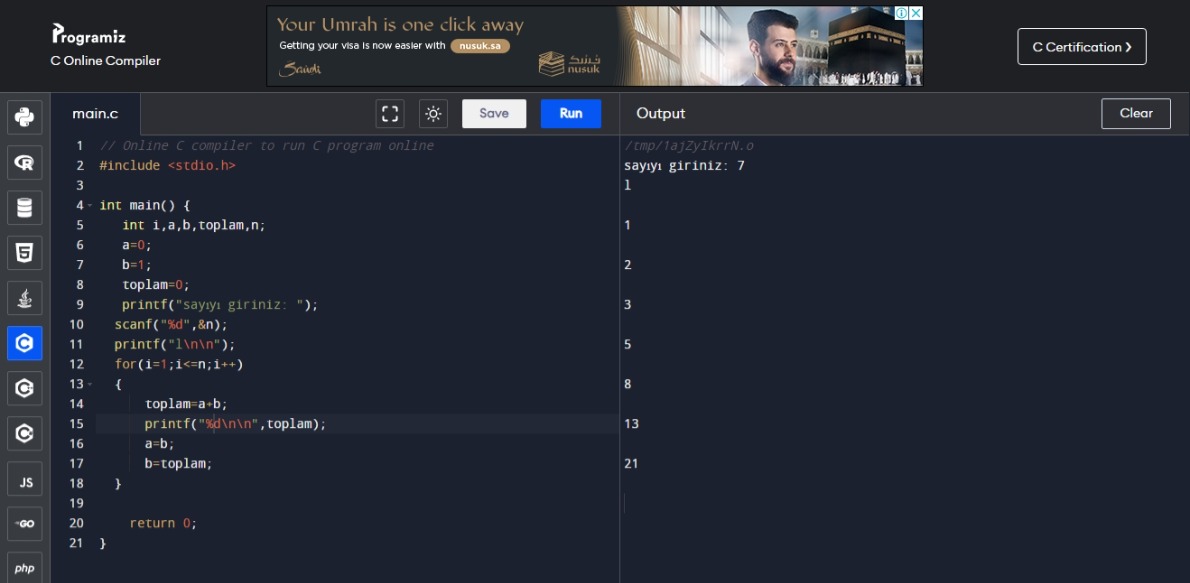 Programiz
C Online Compiler
Your Umrah is one click away
Getting your visa is now easier with nusuk.sa
Saudi
نسك
nusuk
C Certification
main.c
Save
Run
Output
Clear
1 // Online C compiler to run C program online
2 #include <stdio.h>
3
4 int main() {
5 int i,a,b,toplam,n;
6 a=0;
7 b=1;
8 toplam=0;
9 printf("sayıyı giriniz: ");
10 scanf("%d",&n);
11 printf("l\n\n");
12 for(i=1;i<=n;i++)
13 {
14 toplam=a+b;
15 printf("%d\n\n",toplam);
16 a=b;
17 b=toplam;
18 }
19
20 return 0;
21 }
/tmp/1ajZyIkrrN.o
sayıyı giriniz: 7
l
1
2
3
5
8
13
21
R
5
C
C
C
JS
GO
php